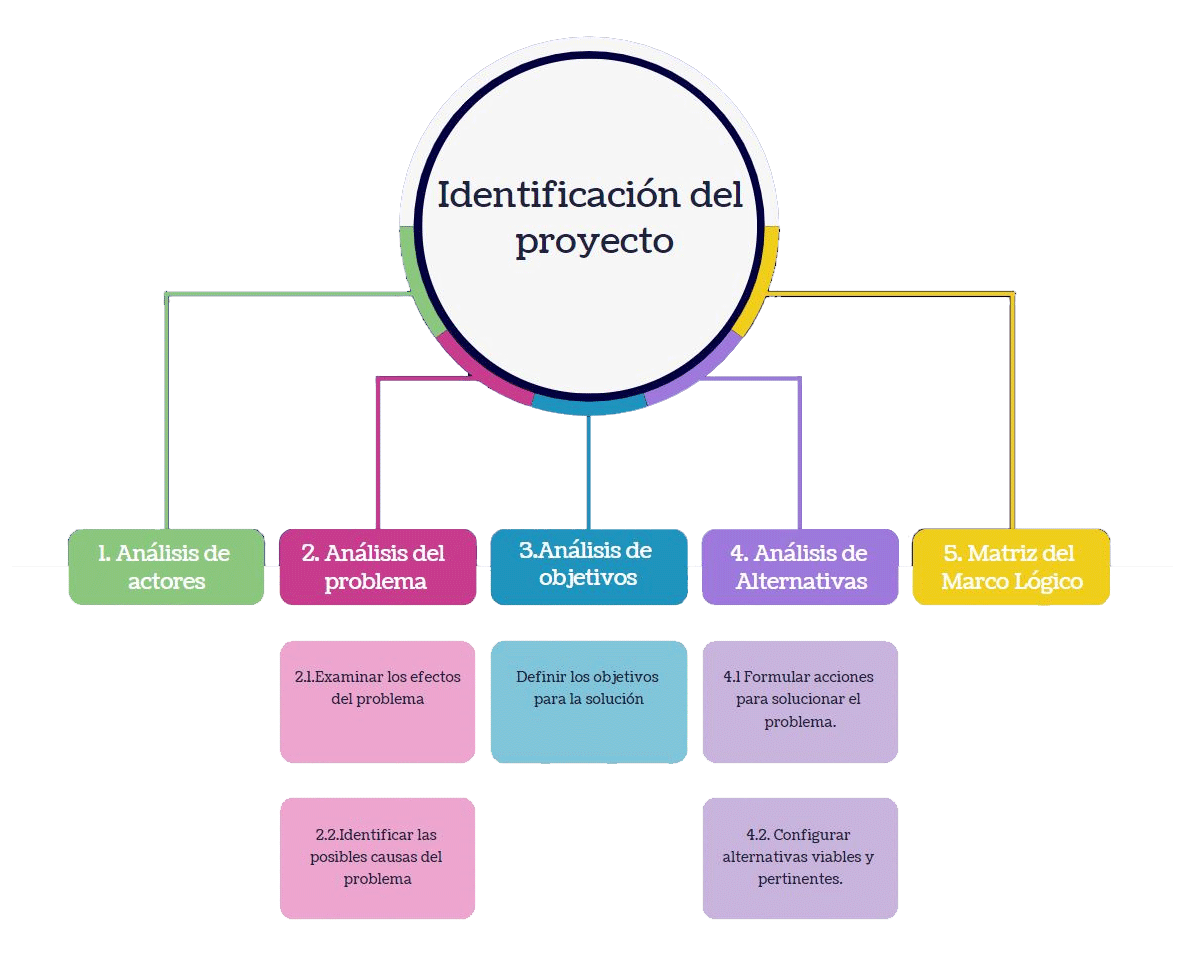 Identificación del
proyecto
1. Análisis de
actores
2. Análisis del
problema
3.Análisis de
objetivos
4. Análisis de
Alternativas
5. Matriz del
Marco Lógico
2.1.Examinar los efectos
del problema
Definir los objetivos
para la solución
4.1 Formular acciones
para solucionar el
problema.
2.2.Identificar las
posibles causas del
problema
4.2. Configurar
alternativas viables y
pertinentes.